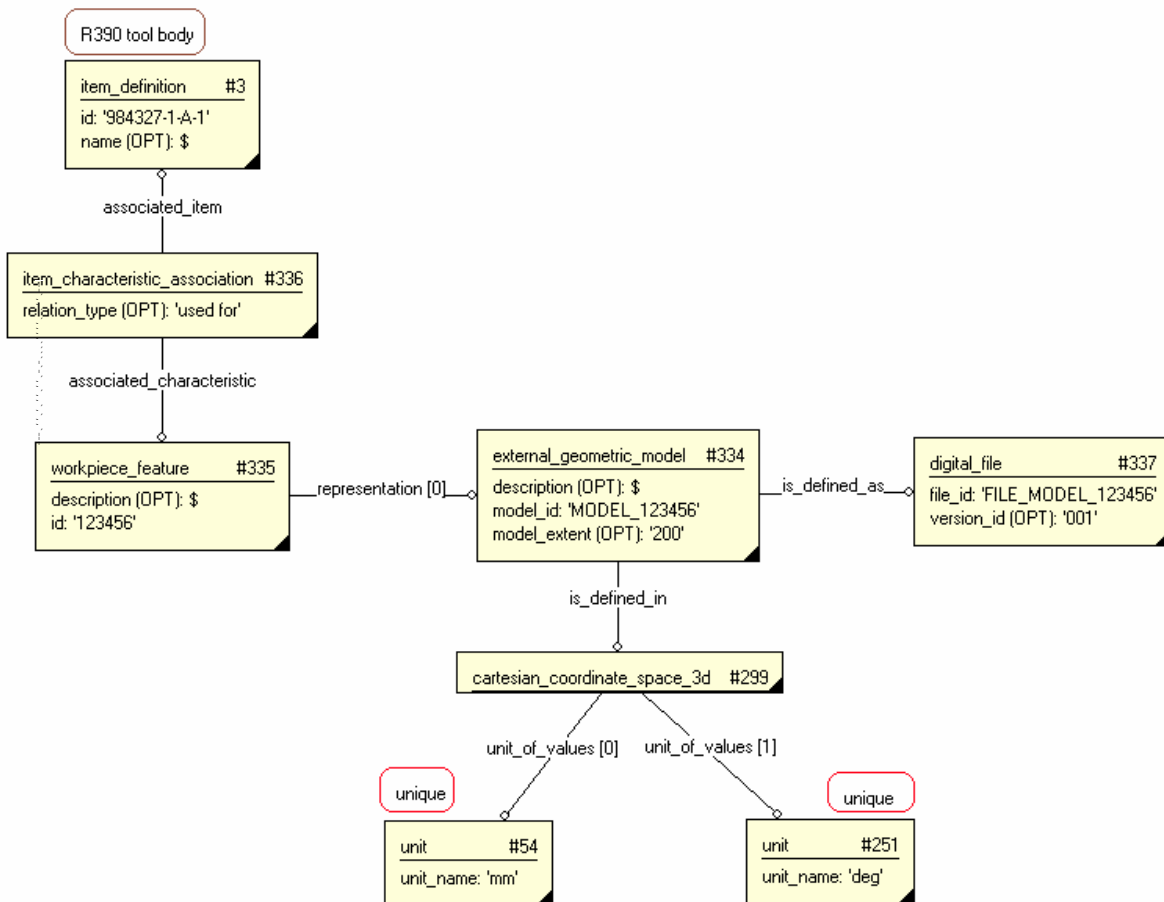 R390 tool body
item_definition #3
id: '984327-1-A-1'
name (OPT): $
associated_item
item_characteristic_association #336
relation_type (OPT): 'used for'
associated_characteristic
workpiece_feature #335
description (OPT): $
id: '123456'
representation [0]
external_geometric_model #334
description (OPT): $
model_id: 'MODEL_123456'
model_extent (OPT): '200'
is_defined_as
digital_file #337
file_id: 'FILE_MODEL_123456'
version_id (OPT): '001'
is_defined_in
cartesian_coordinate_space_3d #299
unit_of_values [0]
unit_of_values [1]
unique
unique
unit #54
unit_name: 'mm'
unit #251
unit_name: 'deg'